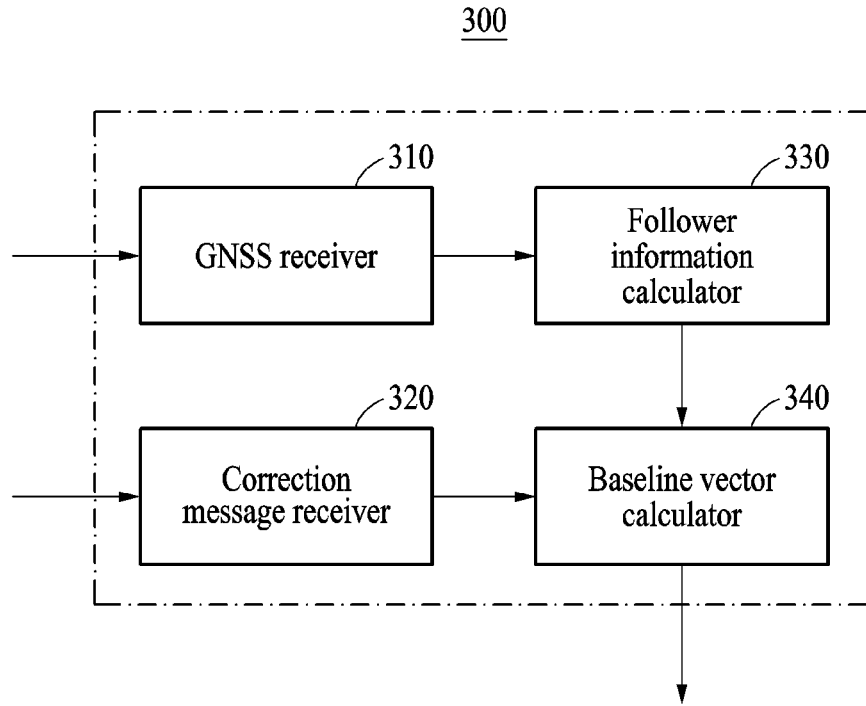 300
310
GNSS receiver
330
Follower
information
calculator
320
Correction
message receiver
340
Baseline vector
calculator